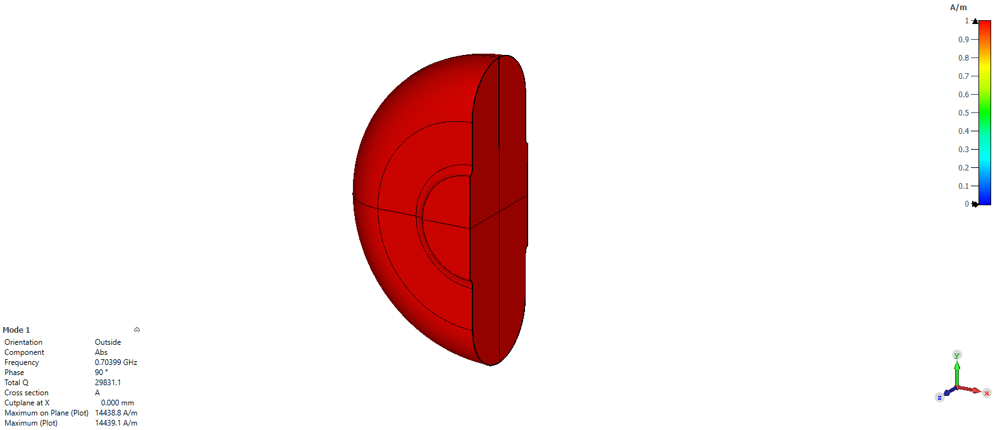 A/m
1
0.9
0.8
0.7
0.6
0.5
0.4
0.3
0.2
0.1
0
Mode 1
Orientation Outside
Component Abs
Frequency 0.70399 GHz
Phase 90 °
Total Q 29831.1
Cross section A
Cutplane at X 0.000 mm
Maximum on Plane (Plot) 14438.8 A/m
Maximum (Plot) 14439.1 A/m
y
x
z